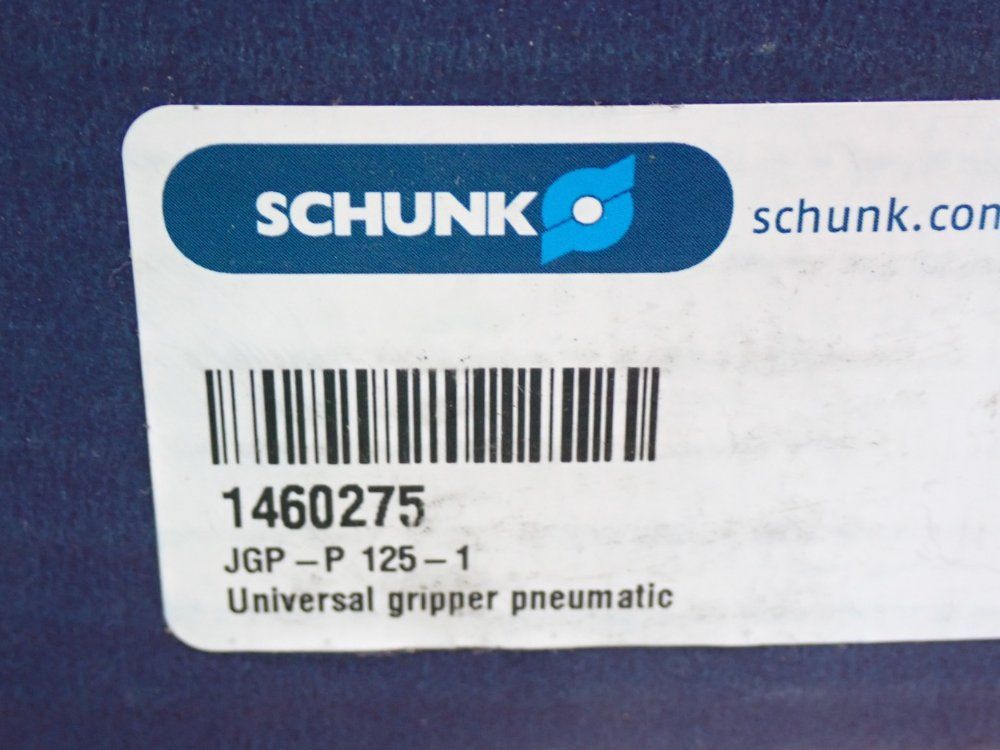 SCHUNK
schunk.com
1460275
JGP – P 125 – 1
Universal gripper pneumatic